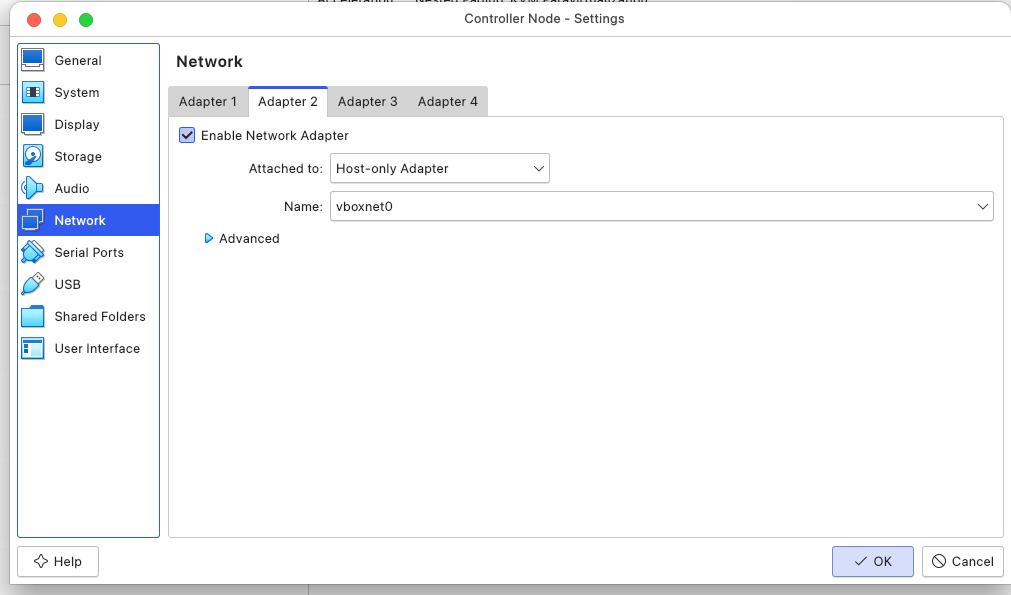 Controller Node - Settings
General
System
Display
Storage
Audio
Network
Serial Ports
USB
Shared Folders
User Interface
Network
Adapter 1 Adapter 2 Adapter 3 Adapter 4
Enable Network Adapter
Attached to: Host-only Adapter
Name: vboxnet0
Advanced
Help
OK Cancel